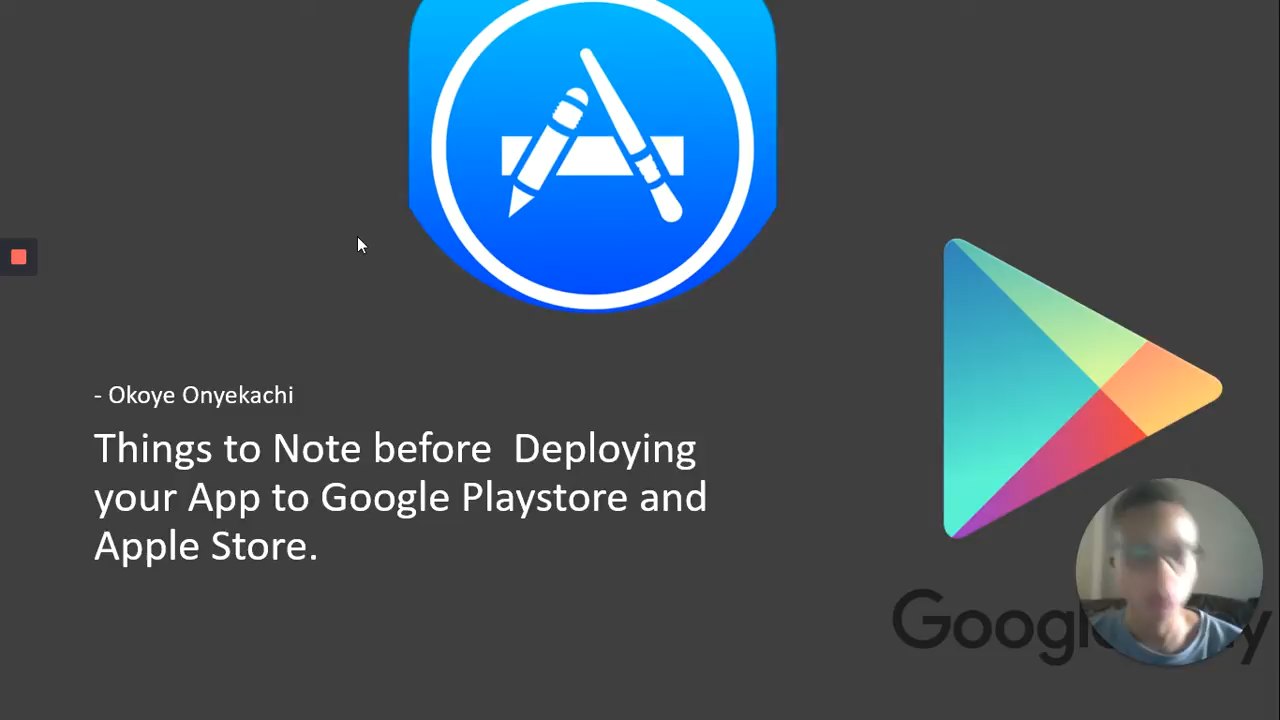 - Okoye Onyekachi
Things to Note before  Deploying
your App to Google Playstore and
Apple Store.